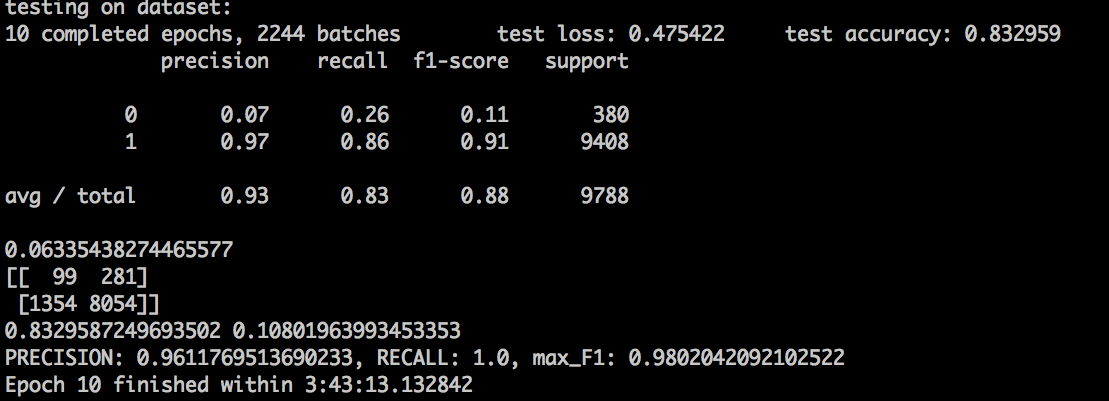 testing on dataset:
10 completed epochs, 2244 batches test loss: 0.475422 test accuracy: 0.832959
precision recall f1-score support
0 0.07 0.26 0.11 380
1 0.97 0.86 0.91 9408
avg / total 0.93 0.83 0.88 9788
0.06335438274465577
[[ 99 281]
[1354 8054]]
0.8329587249693502 0.10801963993453353
PRECISION: 0.9611769513690233, RECALL: 1.0, max_F1: 0.9802042092102522
Epoch 10 finished within 3:43:13.132842